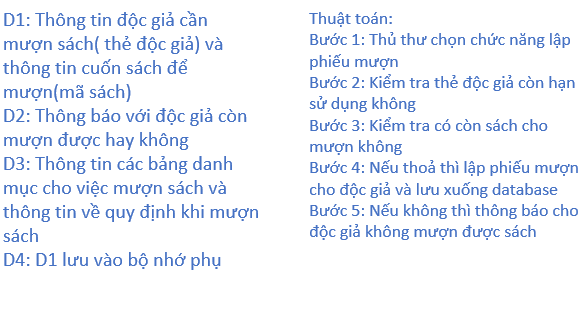 D1: Thông tin độc giả cần
mượn sách( thẻ độc giả) và
thông tin cuốn sách để
mượn(mã sách)
D2: Thông báo với độc giả còn
mượn được hay không
D3: Thông tin các bảng danh
mục cho việc mượn sách và
thông tin về quy định khi mượn
sách
D4: D1 lưu vào bộ nhớ phụ
Thuật toán:
Bước 1: Thủ thư chọn chức năng lập
phiếu mượn
Bước 2: Kiểm tra thẻ độc giả còn hạn
sử dụng không
Bước 3: Kiểm tra có còn sách cho
mượn không
Bước 4: Nếu thoả thì lập phiếu mượn
cho độc giả và lưu xuống database
Bước 5: Nếu không thì thông báo cho
độc giả không mượn được sách